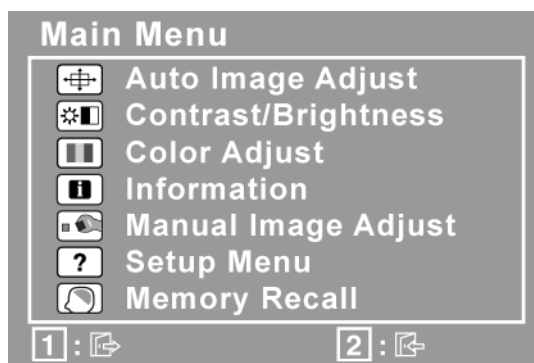 Main Menu
Auto Image Adjust
Contrast/Brightness
Color Adjust
i Information
Manual Image Adjust
? Setup Menu
Memory Recall
1 : 2 :